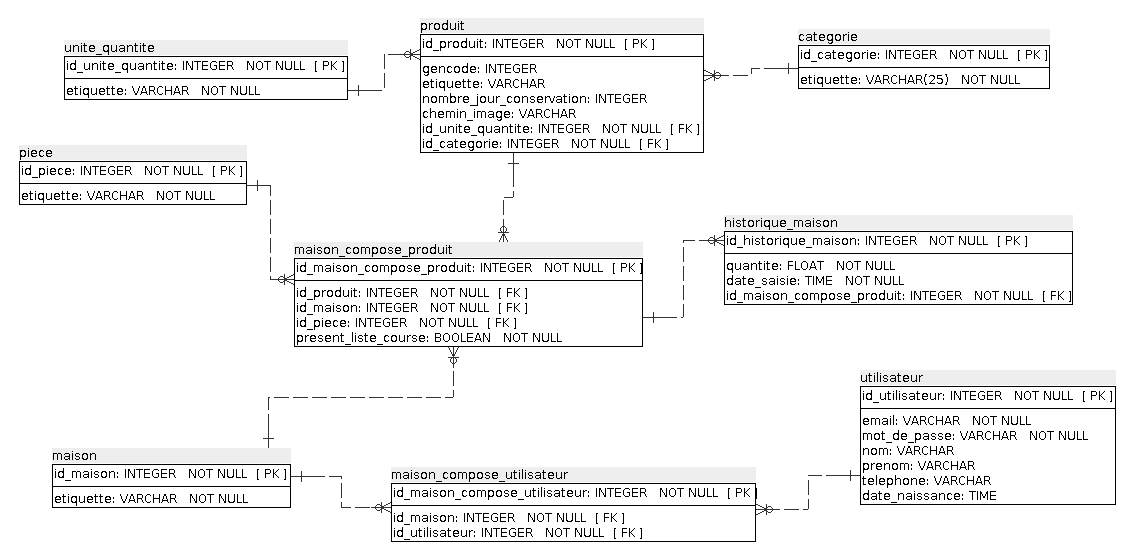 unite_quantite
id_unite_quantite: INTEGER NOT NULL [ PK ]
etiquette: VARCHAR NOT NULL
produit
id_produit: INTEGER NOT NULL [ PK ]
gencode: INTEGER
etiquette: VARCHAR
nombre_jour_conservation: INTEGER
chemin_image: VARCHAR
id_unite_quantite: INTEGER NOT NULL [ FK ]
id_categorie: INTEGER NOT NULL [ FK ]
categorie
id_categorie: INTEGER NOT NULL [ PK ]
etiquette: VARCHAR(25) NOT NULL
piece
id_piece: INTEGER NOT NULL [ PK ]
etiquette: VARCHAR NOT NULL
maison_compose_produit
id_maison_compose_produit: INTEGER NOT NULL [ PK ]
id_produit: INTEGER NOT NULL [ FK ]
id_maison: INTEGER NOT NULL [ FK ]
id_piece: INTEGER NOT NULL [ FK ]
present_liste_course: BOOLEAN NOT NULL
historique_maison
id_historique_maison: INTEGER NOT NULL [ PK ]
quantite: FLOAT NOT NULL
date_saisie: TIME NOT NULL
id_maison_compose_produit: INTEGER NOT NULL [ FK ]
maison
id_maison: INTEGER NOT NULL [ PK ]
etiquette: VARCHAR NOT NULL
maison_compose_utilisateur
id_maison_compose_utilisateur: INTEGER NOT NULL [ PK ]
id_maison: INTEGER NOT NULL [ FK ]
id_utilisateur: INTEGER NOT NULL [ FK ]
utilisateur
id_utilisateur: INTEGER NOT NULL [ PK ]
email: VARCHAR NOT NULL
mot_de_passe: VARCHAR NOT NULL
nom: VARCHAR
prenom: VARCHAR
telephone: VARCHAR
date_naissance: TIME